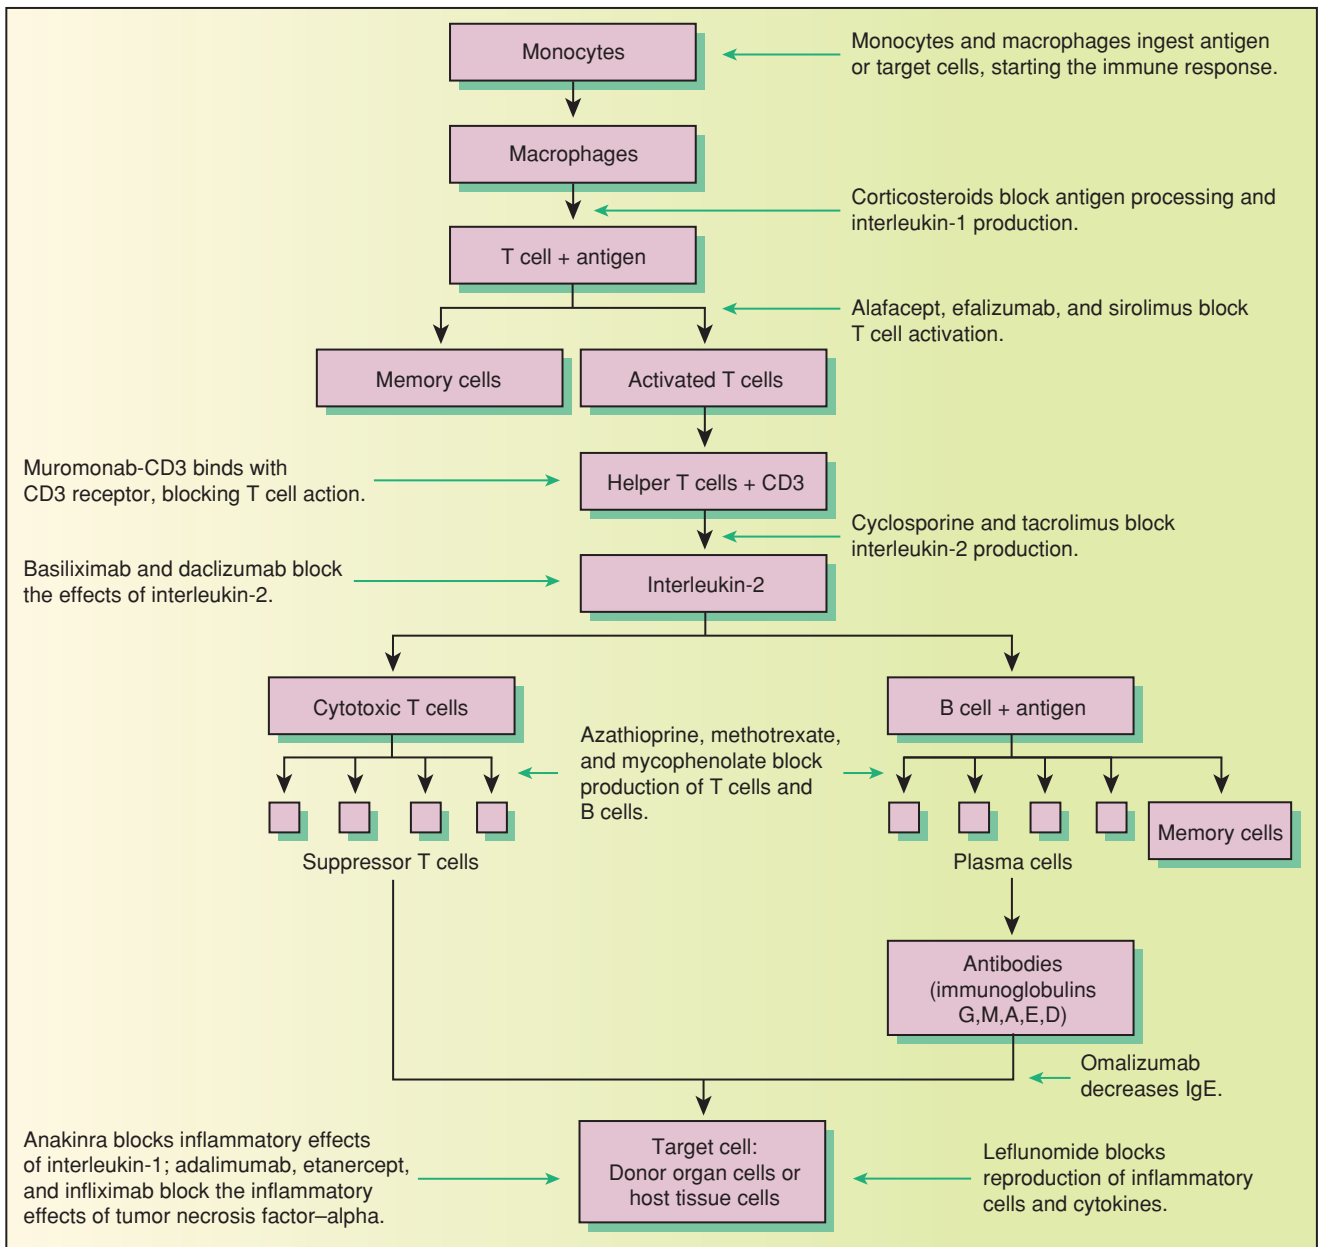 Monocytes
Monocytes and macrophages ingest antigen
or target cells, starting the immune response.
Macrophages
Corticosteroids block antigen processing and
interleukin-1 production.
T cell + antigen
Alafacept, efalizumab, and sirolimus block
T cell activation.
Memory cells
Activated T cells
Muromonab-CD3 binds with
CD3 receptor, blocking T cell action.
Helper T cells + CD3
Cyclosporine and tacrolimus block
interleukin-2 production.
Basiliximab and daclizumab block
the effects of interleukin-2.
Interleukin-2
Cytotoxic T cells
B cell + antigen
Azathioprine, methotrexate,
and mycophenolate block
production of T cells and
B cells.
Memory cells
Suppressor T cells
Plasma cells
Antibodies
(immunoglobulins
G,M,A,E,D)
Omalizumab
decreases IgE.
Anakinra blocks inflammatory effects
of interleukin-1; adalimumab, etanercept,
and infliximab block the inflammatory
effects of tumor necrosis factor–alpha.
Target cell:
Donor organ cells or
host tissue cells
Leflunomide blocks
reproduction of inflammatory
cells and cytokines.